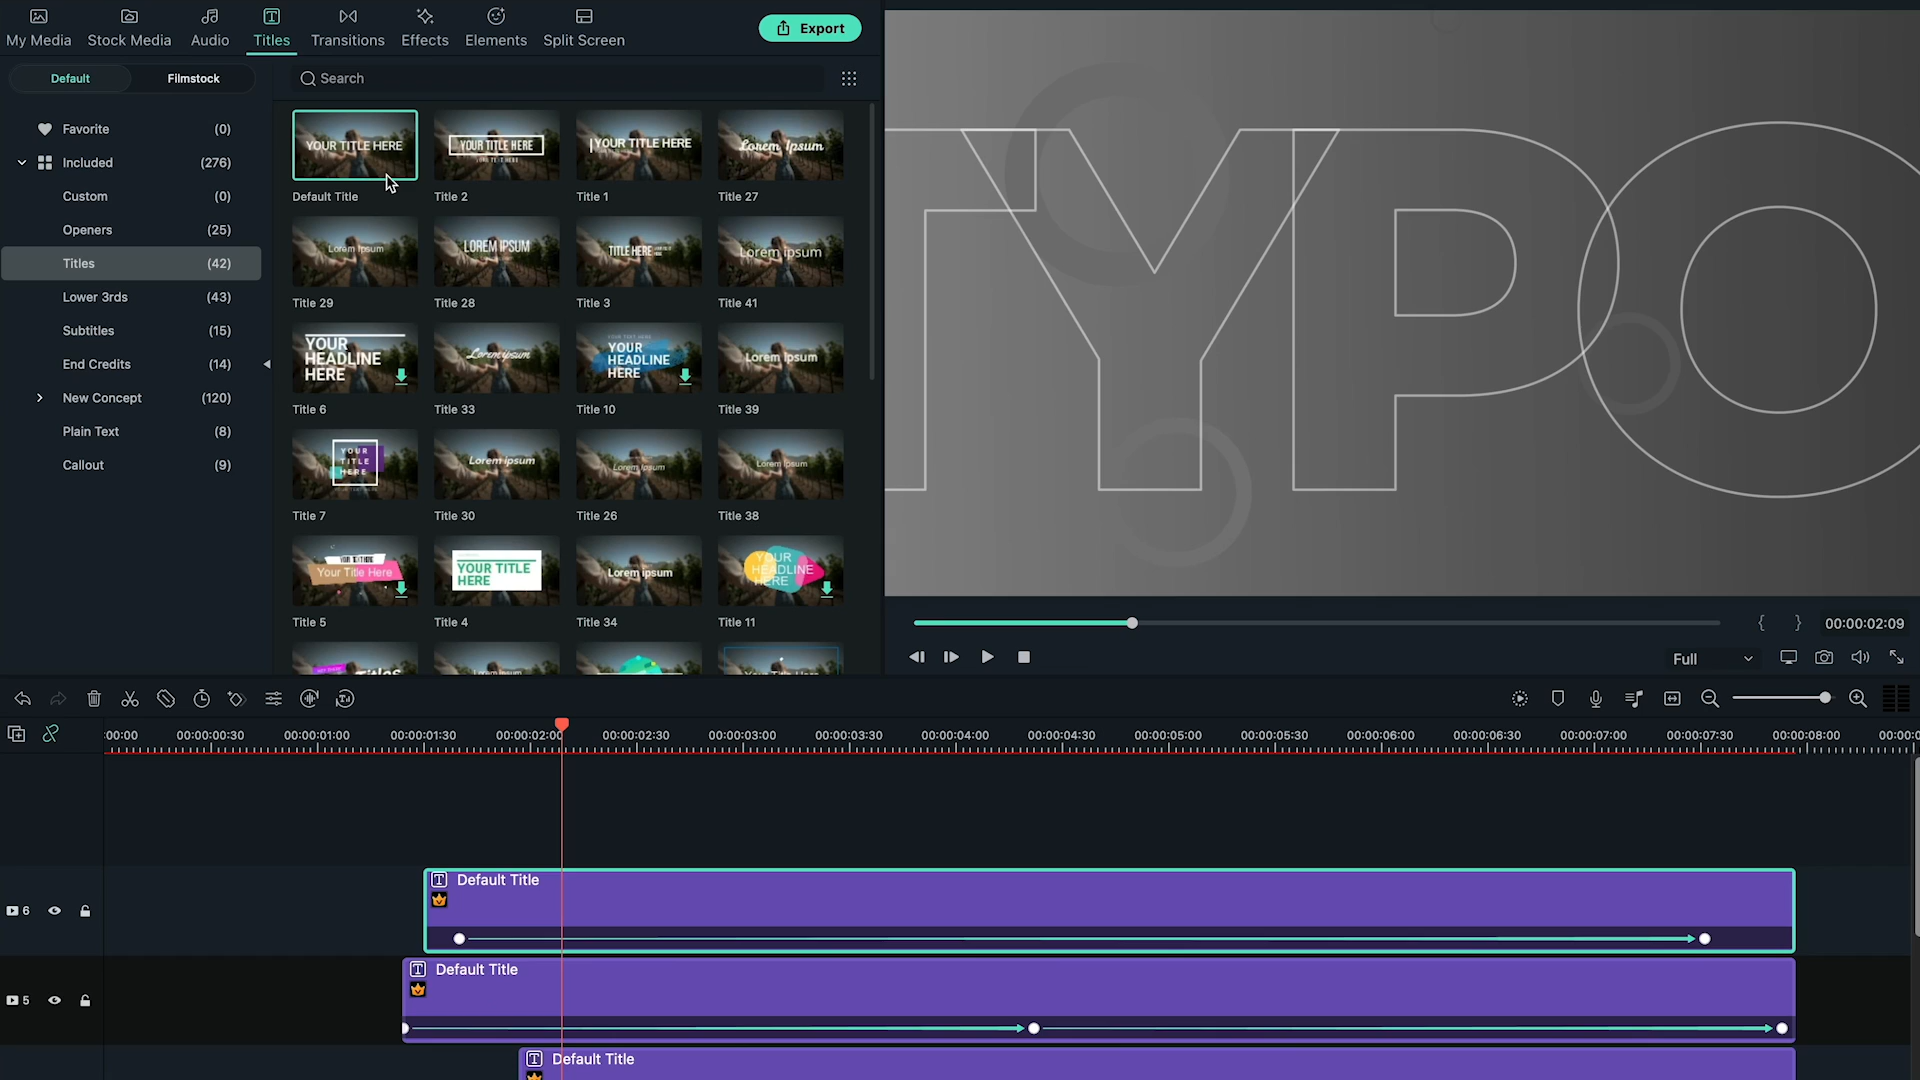 My Media
Stock Media
Audio
Titles
Transitions
Effects
Elements
Split Screen
Export
Default
Filmstock
Search
Favorite (0)
Included (276)
Custom (0)
Openers (25)
Titles (42)
Lower 3rds (43)
Subtitles (15)
End Credits (14)
New Concept (120)
Plain Text (8)
Callout (9)
YOUR TITLE HERE
YOUR TITLE HERE
YOUR TITLE HERE
Lorem Ipsum
Default Title
Title 2
Title 1
Title 27
Lorem Ipsum
LOREM IPSUM
TITLE HERE
Lorem ipsum
Title 29
Title 28
Title 3
Title 41
YOUR
HEADLINE
HERE
Lorem ipsum
YOUR
HEADLINE
HERE
Lorem Ipsum
Title 6
Title 33
Title 10
Title 39
YOUR
TITLE
HERE
Lorem ipsum
Lorem Ipsum
Lorem Ipsum
Title 7
Title 30
Title 26
Title 38
Your Title Here
YOUR TITLE
HERE
Lorem ipsum
YOUR
HEADLINE
HERE
Title 5
Title 4
Title 34
Title 11
TYPO
{ } 00:00:02:09
Full
:00:00 00:00:00:30 00:00:01:00 00:00:01:30 00:00:02:00 00:00:02:30 00:00:03:00 00:00:03:30 00:00:04:00 00:00:04:30 00:00:05:00 00:00:05:30 00:00:06:00 00:00:06:30 00:00:07:00 00:00:07:30 00:00:08:00 00:00:0
T Default Title
6
T Default Title
5
T Default Title